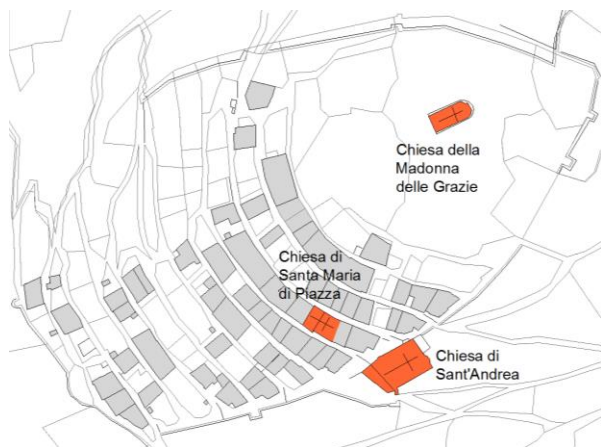 Chiesa della
Madonna
delle Grazie
Chiesa di
Santa Maria
di Piazza
Chiesa di
Sant'Andrea